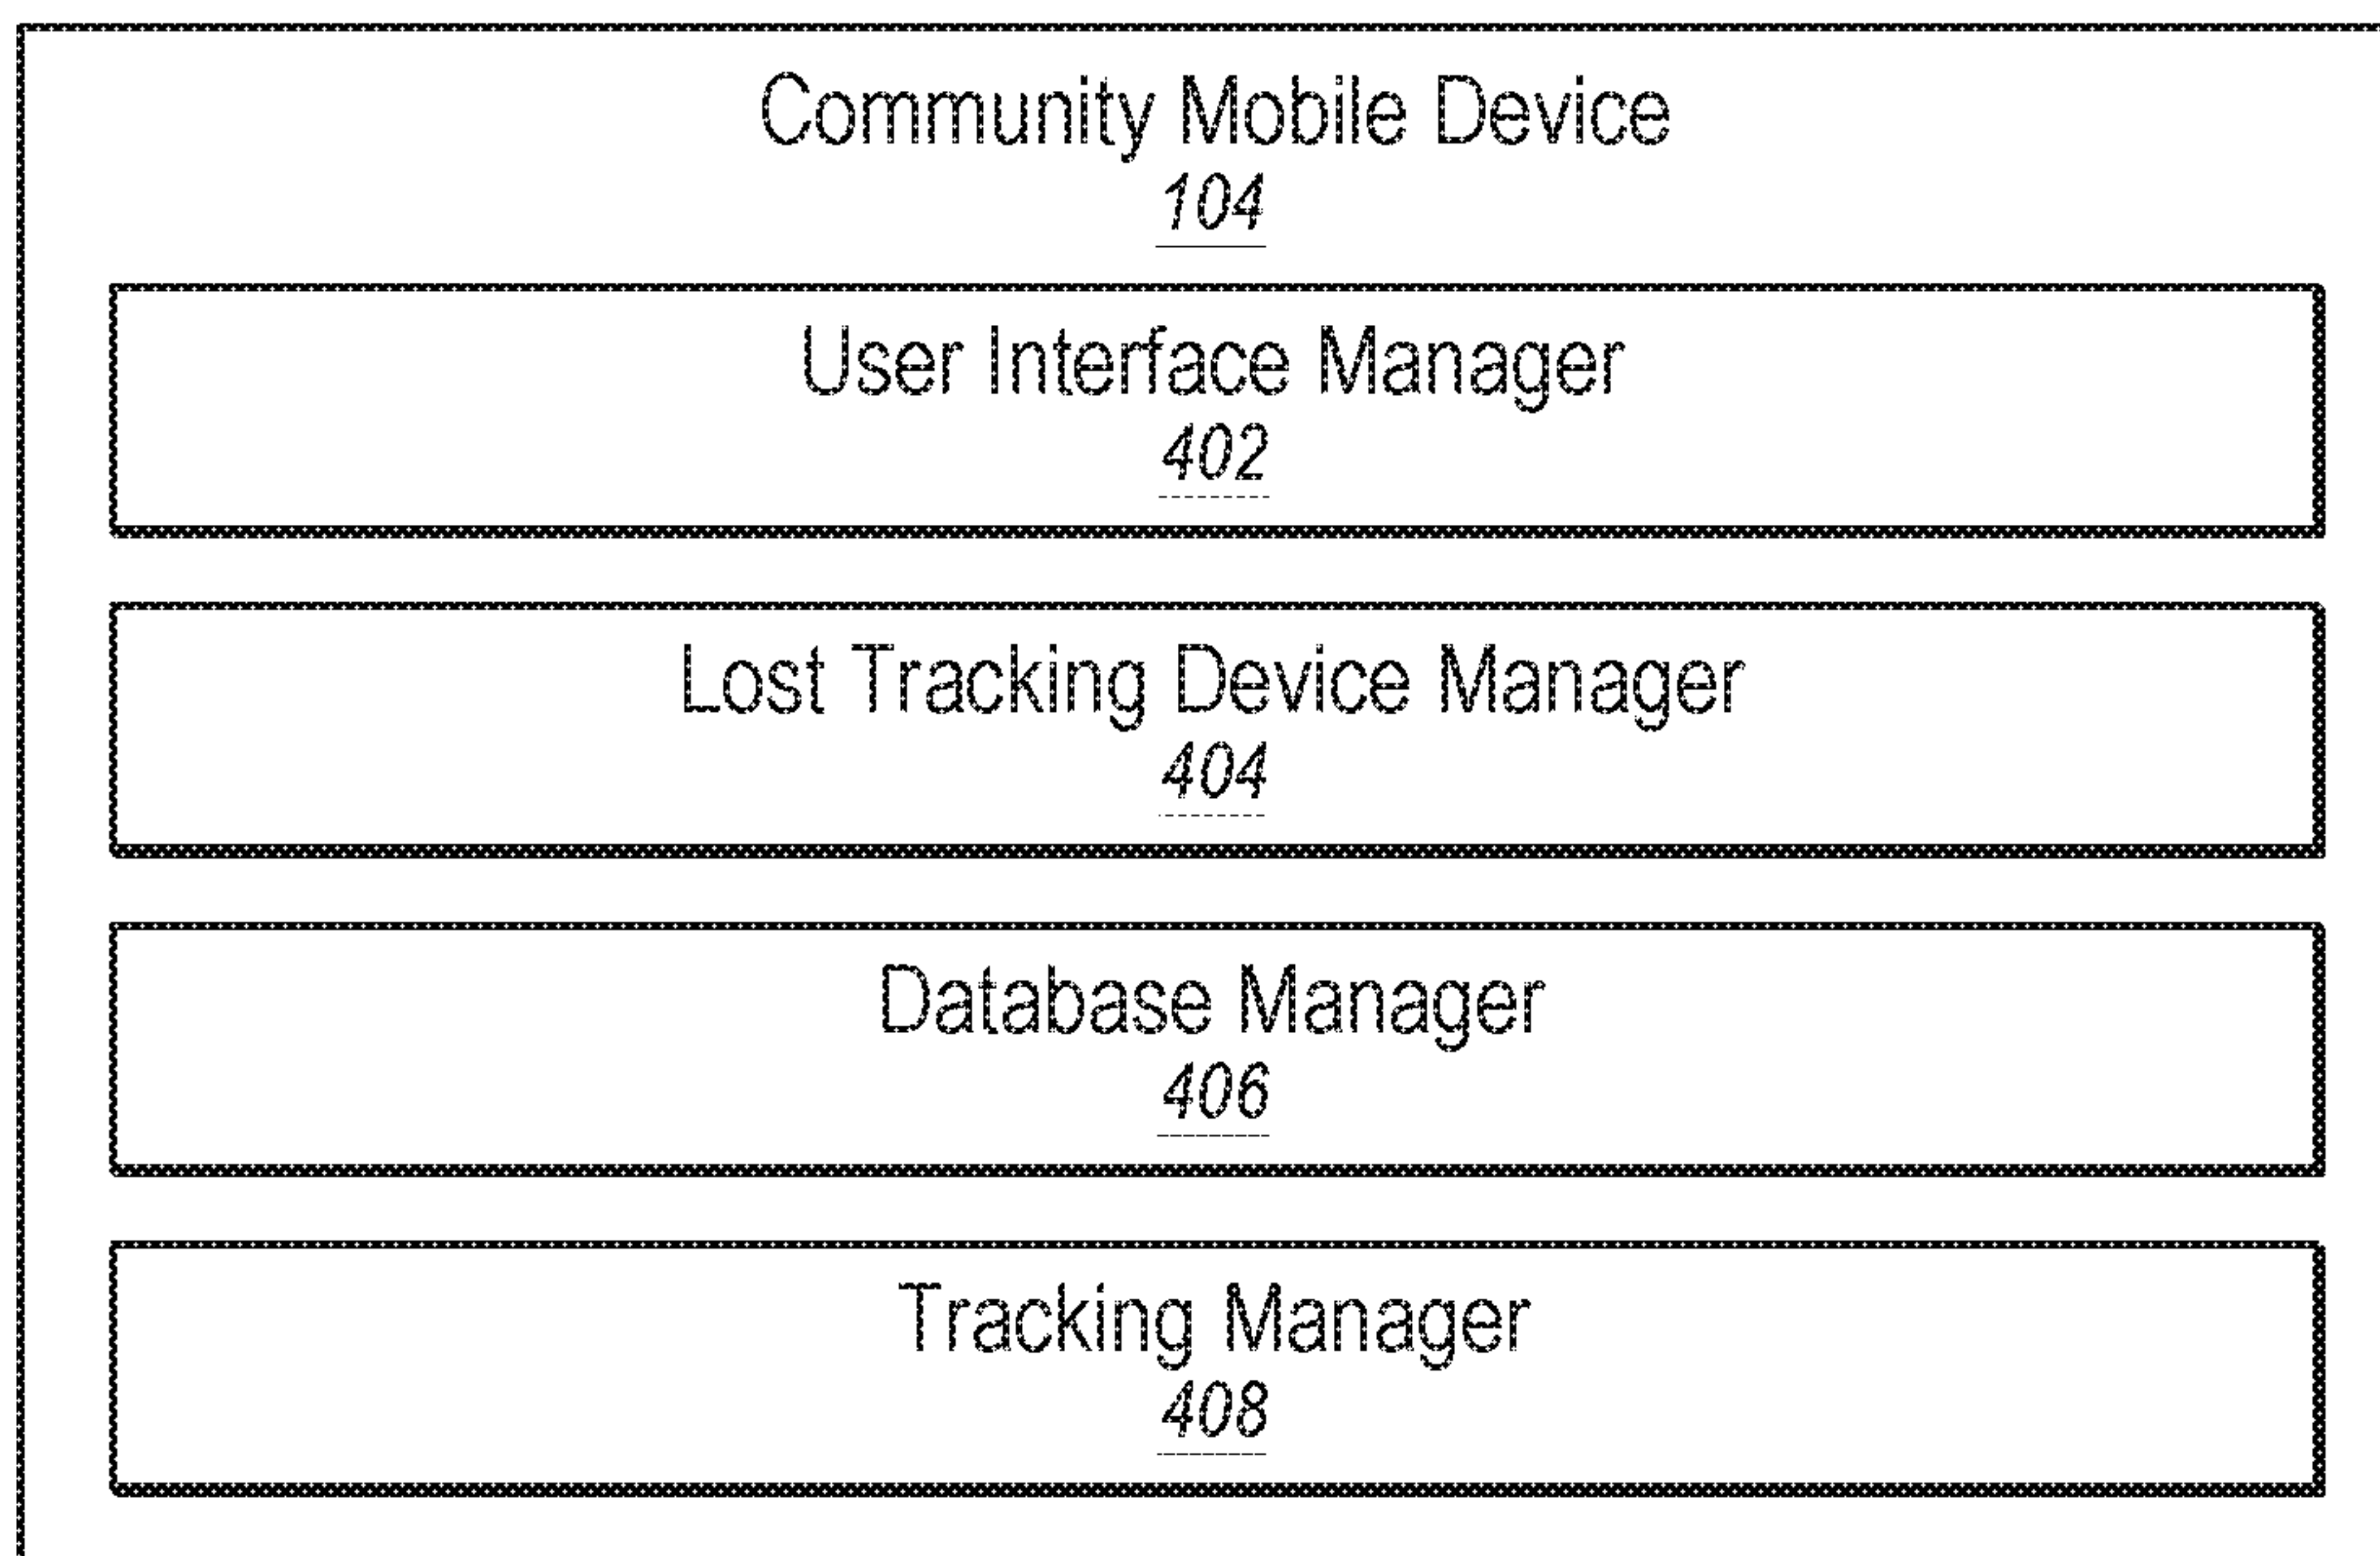 Community Mobile Device
104
User Interface Manager
402
Lost Tracking Device Manager
404
Database Manager
406
Tracking Manager
408